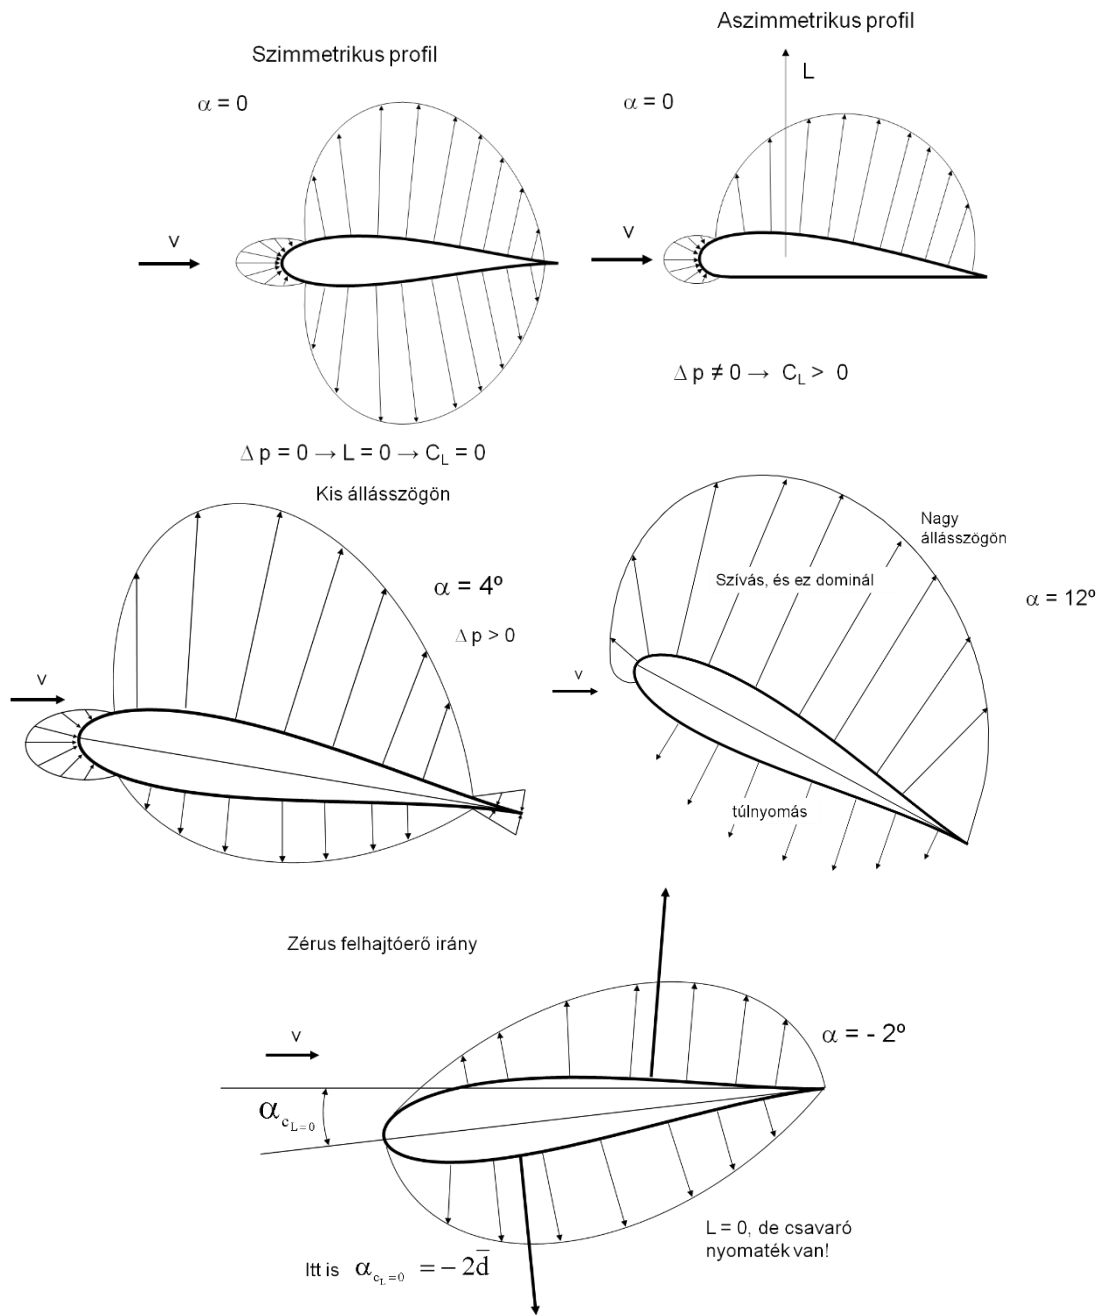 Aszimmetrikus profil
Szimmetrikus profil
L
α = 0
α = 0
v
v
Δ p ≠ 0 → C_L > 0
Δ p = 0 → L = 0 → C_L = 0
Kis állásszögön
Nagy
állásszögön
Szívás, és ez dominál
α = 4º
α = 12º
Δ p > 0
v
v
túlnyomás
Zérus felhajtóerő irány
α = - 2º
v
α_{c_{L=0}}
L = 0, de csavaró
nyomaték van!
Itt is α_{c_L=0} = - 2d̅